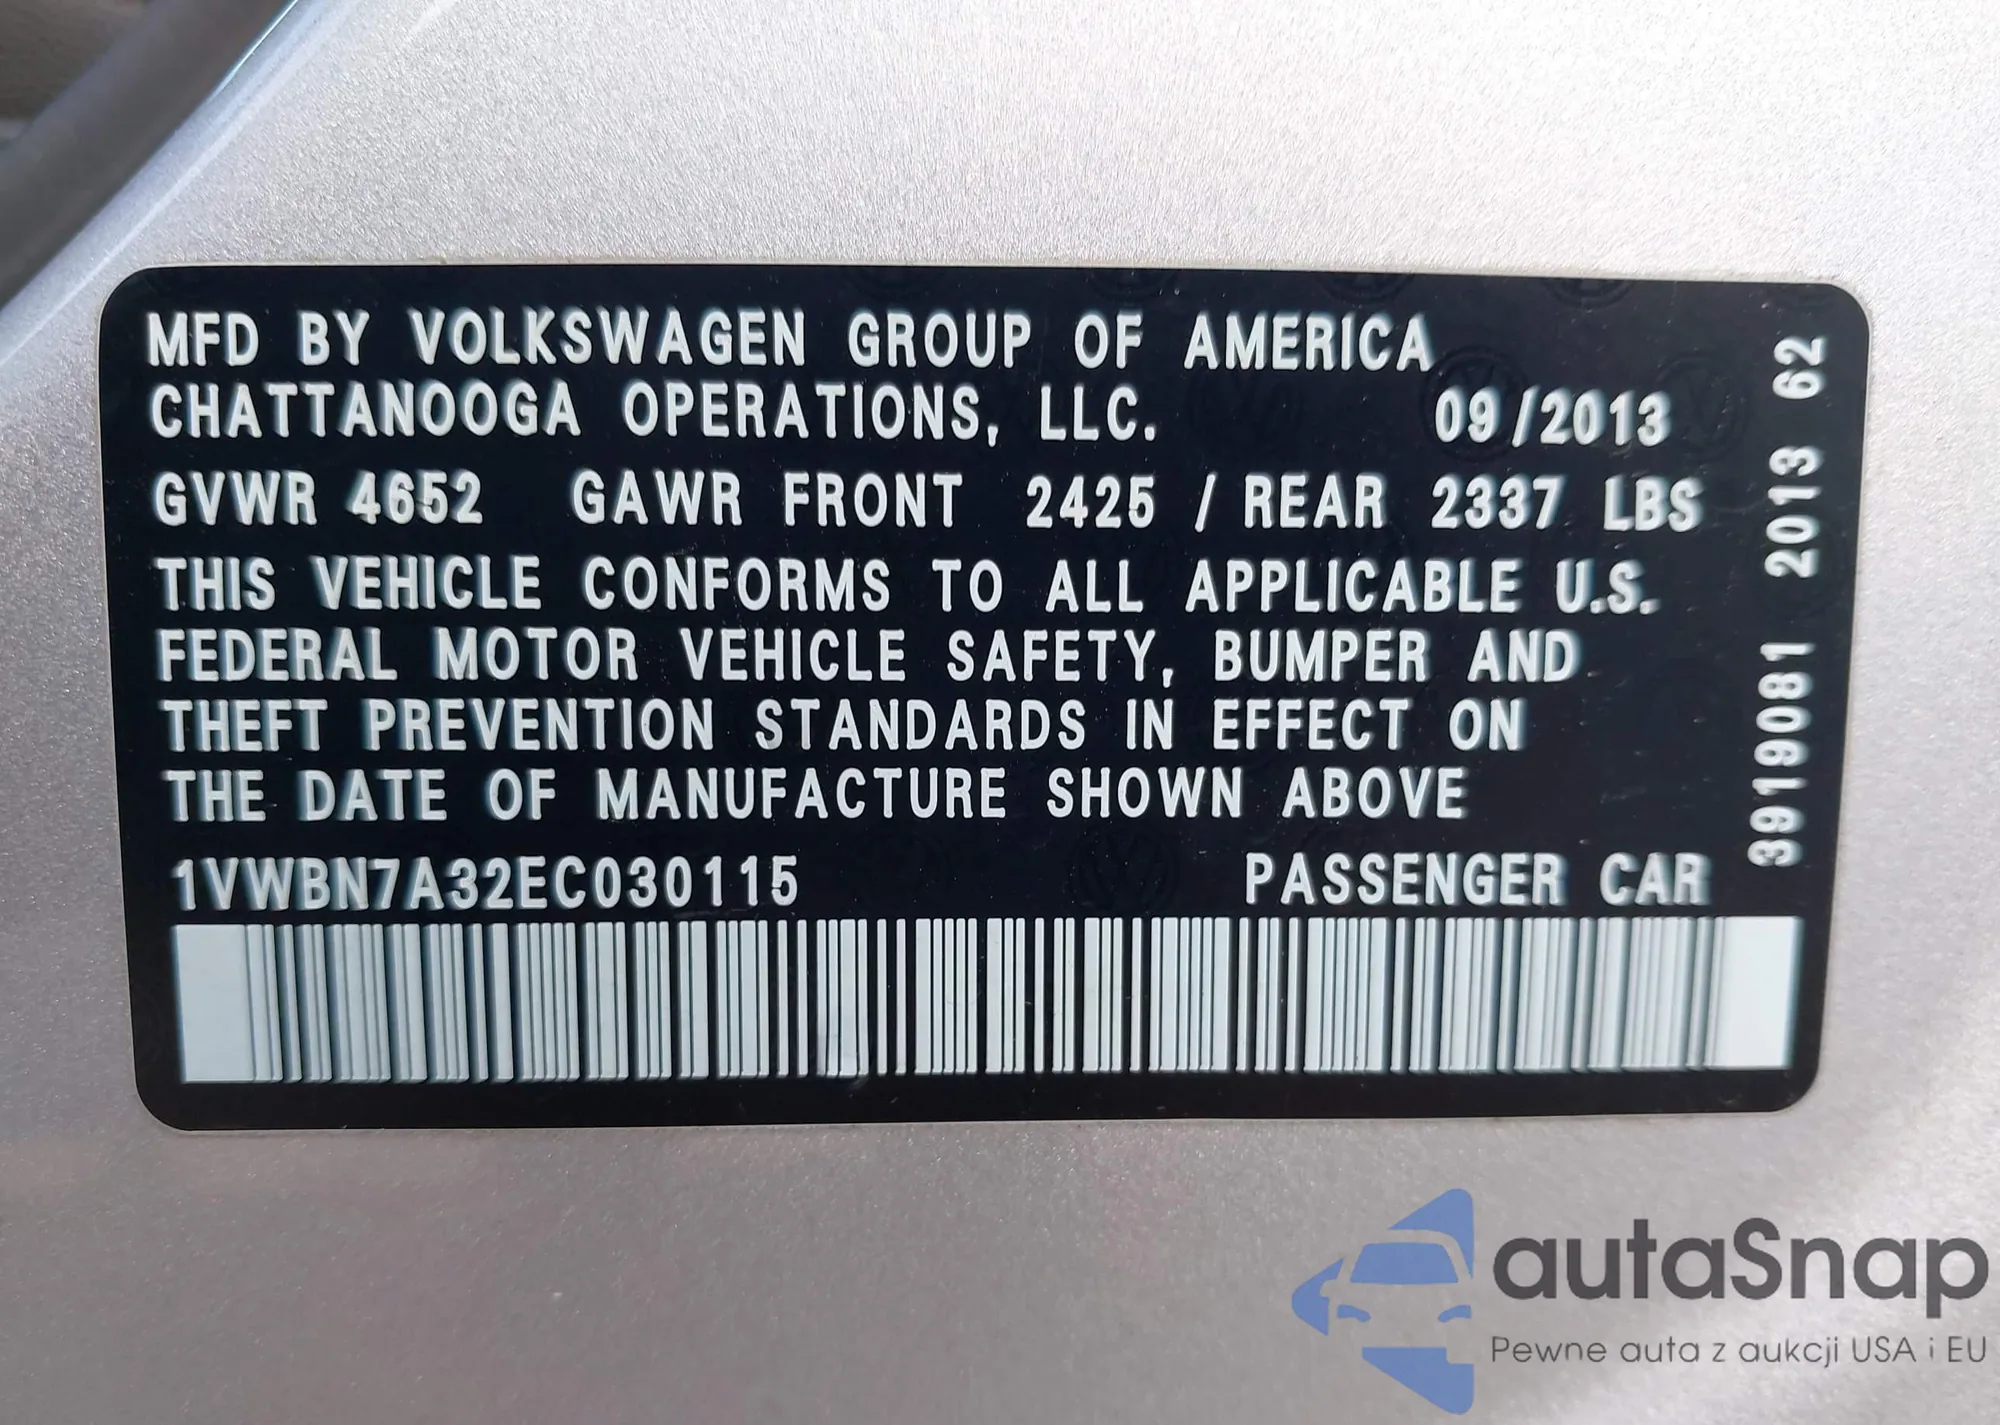 MFD BY VOLKSWAGEN GROUP OF AMERICA
CHATTANOOGA OPERATIONS, LLC. 09/2013
GVWR 4652 GAWR FRONT 2425 / REAR 2337 LBS
THIS VEHICLE CONFORMS TO ALL APPLICABLE U.S.
FEDERAL MOTOR VEHICLE SAFETY, BUMPER AND
THEFT PREVENTION STANDARDS IN EFFECT ON
THE DATE OF MANUFACTURE SHOWN ABOVE
1VWBN7A32EC030115 PASSENGER CAR
3919081 2013 62
autaSnap
Pewne auta z aukcji USA i EU